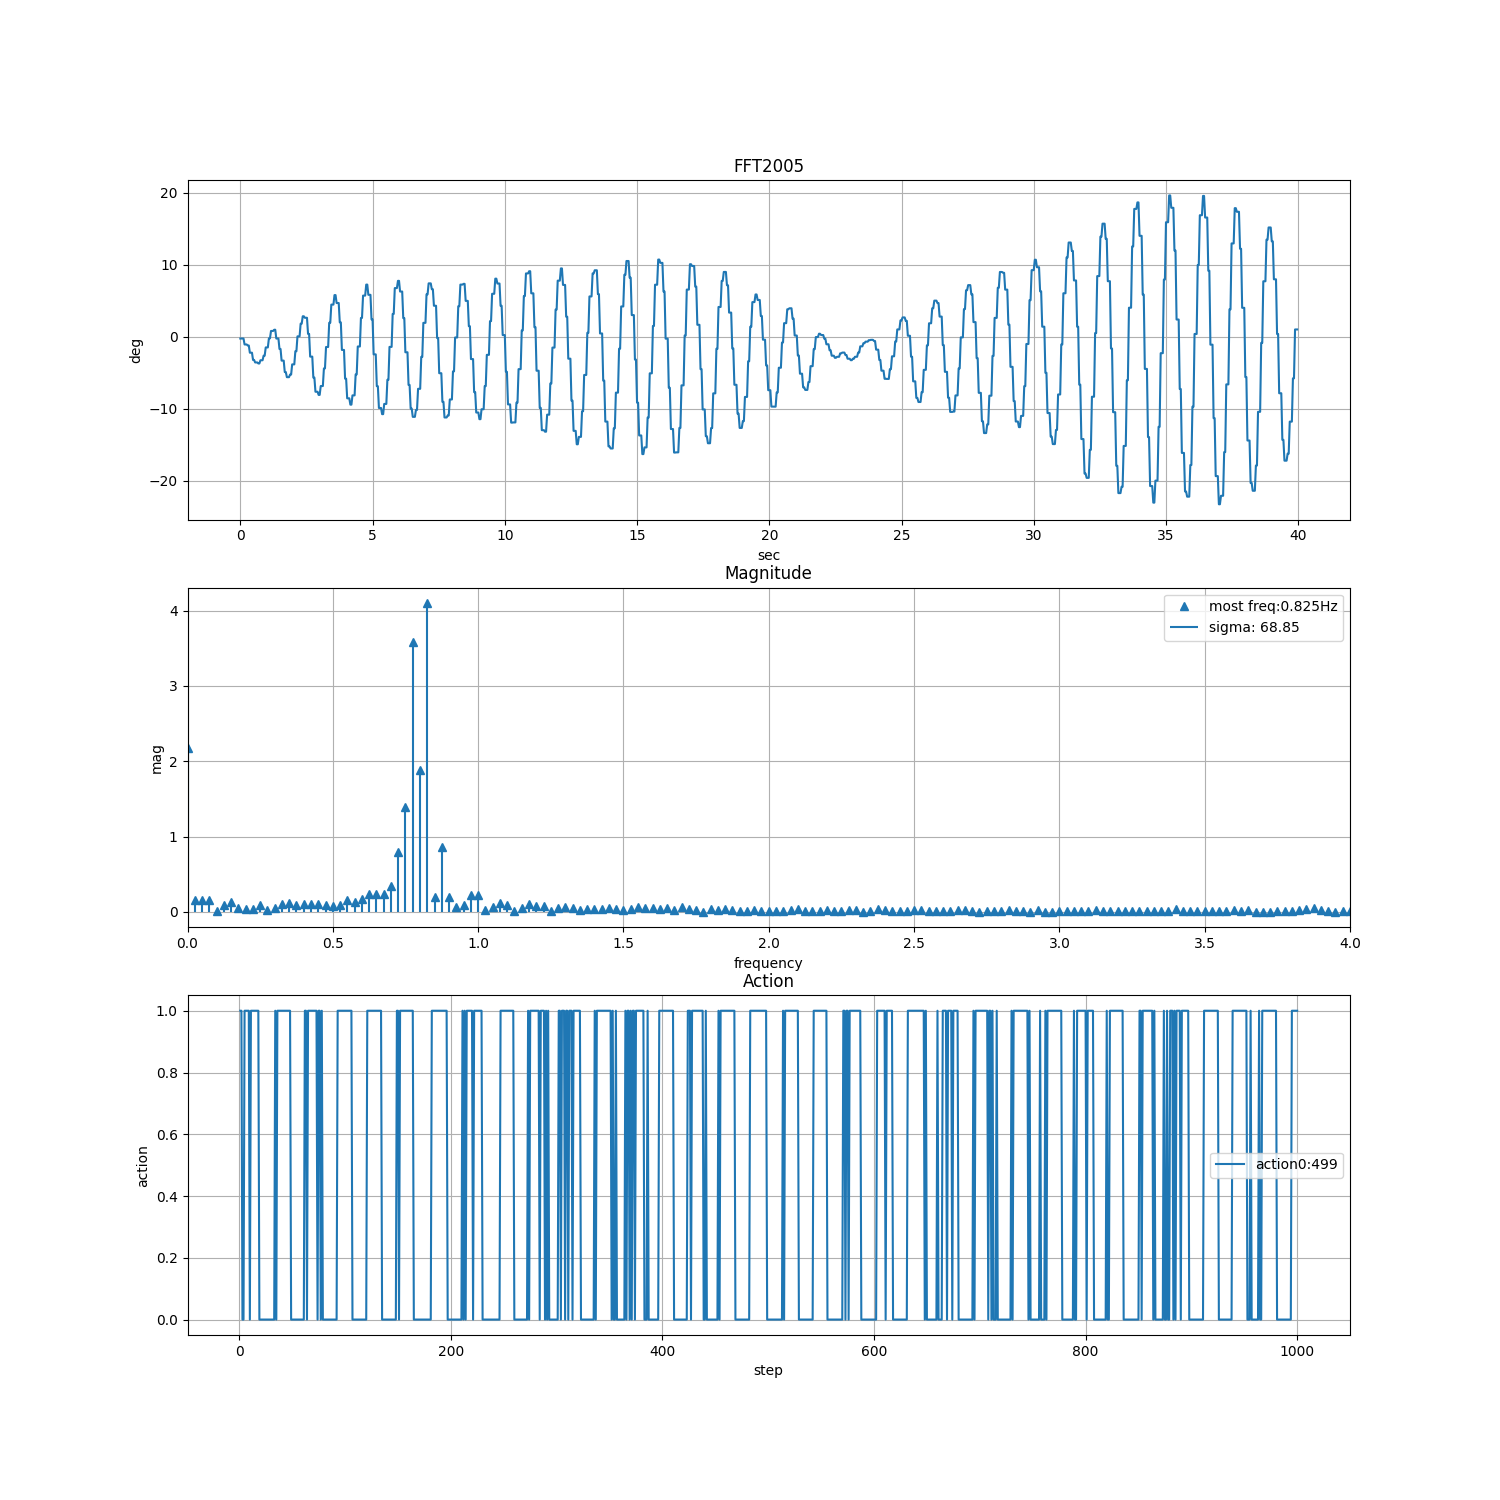 FFT2005
20
10
0
−10
−20
deg
0 5 10 15 20 25 30 35 40
sec
Magnitude
most freq:0.825Hz
sigma: 68.85
4
3
2
1
0
mag
0.0 0.5 1.0 1.5 2.0 2.5 3.0 3.5 4.0
frequency
Action
1.0
0.8
0.6
0.4
0.2
0.0
action
action0:499
0 200 400 600 800 1000
step